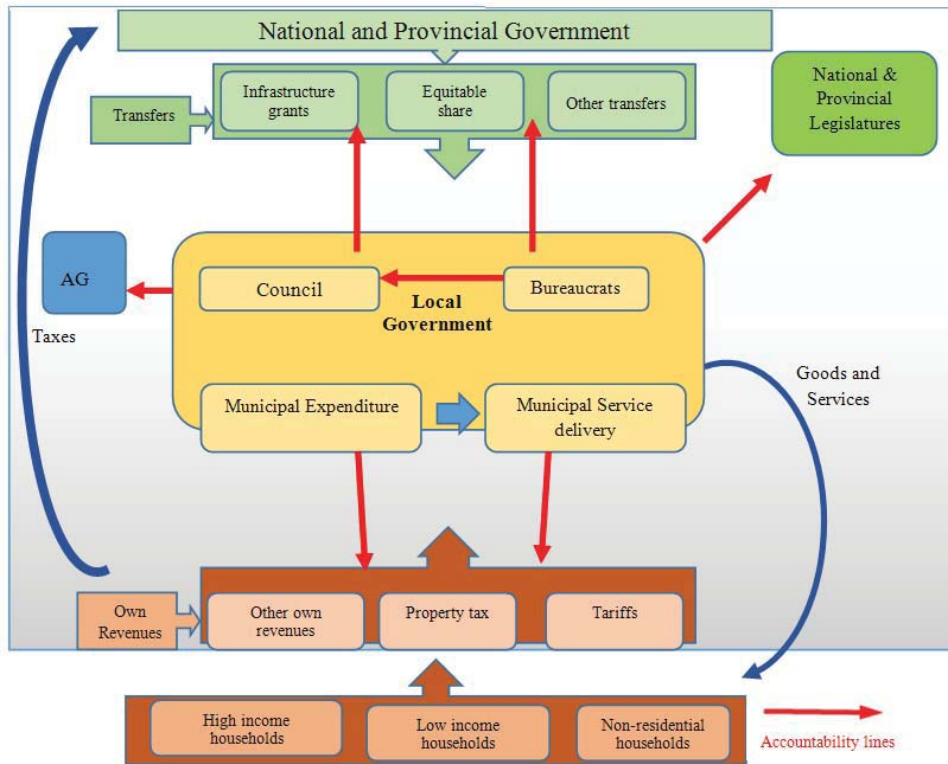 National and Provincial Government
Transfers
Infrastructure
grants
Equitable
share
Other transfers
National &
Provincial
Legislatures
AG
Council
Bureaucrats
Local
Government
Taxes
Goods and
Services
Municipal Expenditure
Municipal Service
delivery
Own
Revenues
Other own
revenues
Property tax
Tariffs
High income
households
Low income
households
Non-residential
households
Accountability lines